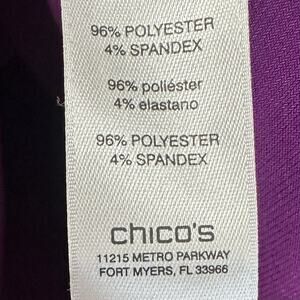 96% POLYESTER
4% SPANDEX
96% poliéster
4% elastano
96% POLYESTER
4% SPANDEX
chico's
11215 METRO PARKWAY
FORT MYERS, FL 33966